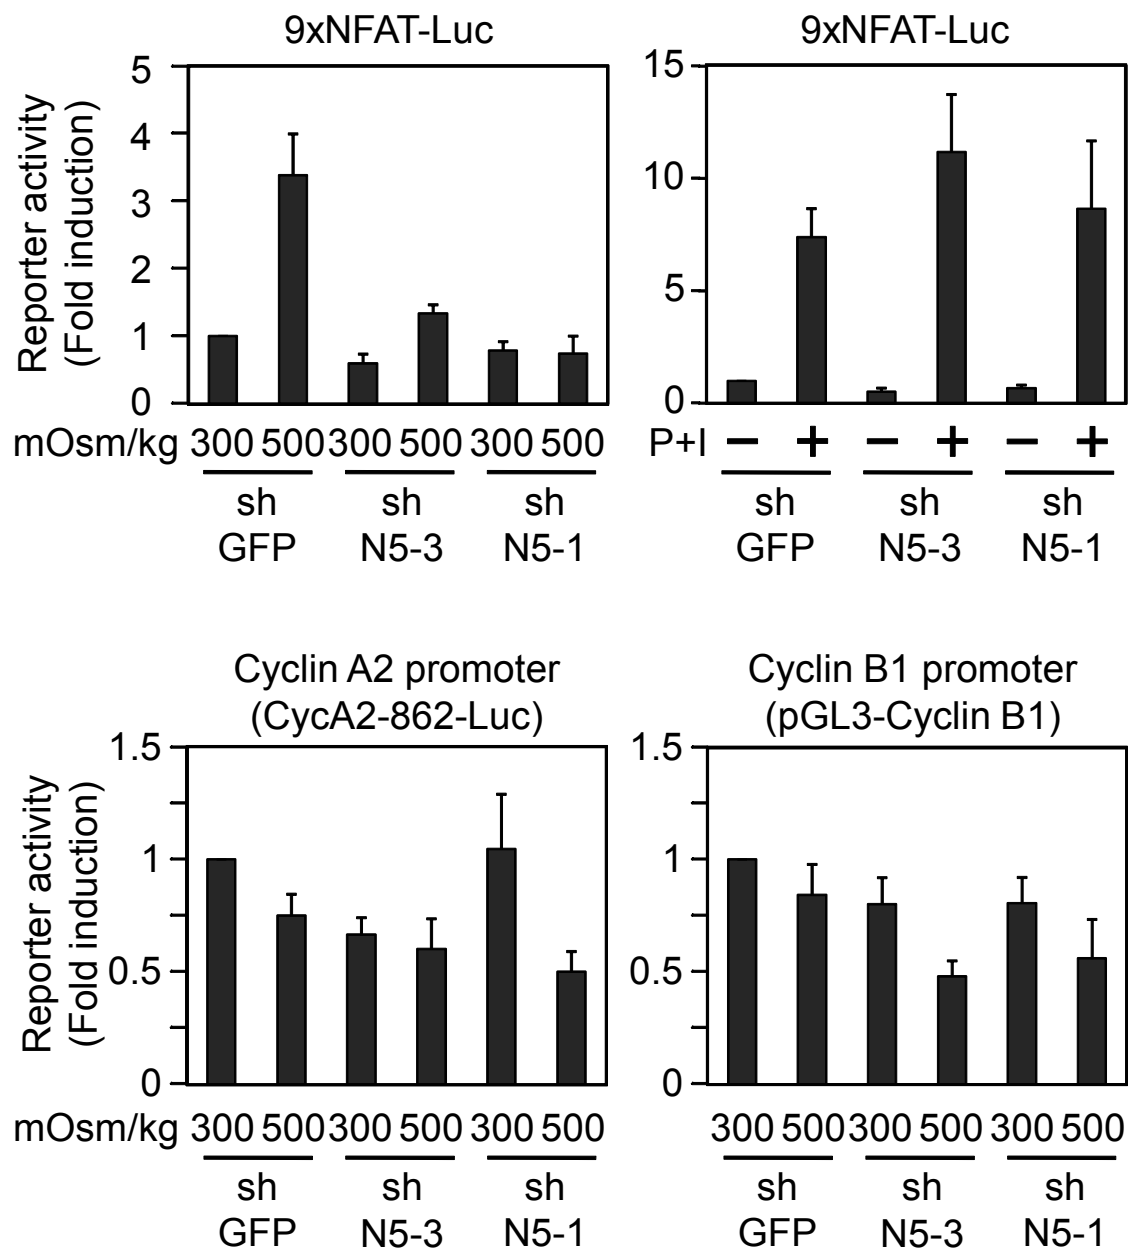 9xNFAT-Luc
Reporter activity
(Fold induction)
5
4
3
2
1
0
mOsm/kg 300 500 300 500 300 500
sh sh sh
GFP N5-3 N5-1
9xNFAT-Luc
15
10
5
0
P+I − + − + − +
sh sh sh
GFP N5-3 N5-1
Cyclin A2 promoter
(CycA2-862-Luc)
Reporter activity
(Fold induction)
1.5
1
0.5
0
mOsm/kg 300 500 300 500 300 500
sh sh sh
GFP N5-3 N5-1
Cyclin B1 promoter
(pGL3-Cyclin B1)
1.5
1
0.5
0
300 500 300 500 300 500
sh sh sh
GFP N5-3 N5-1